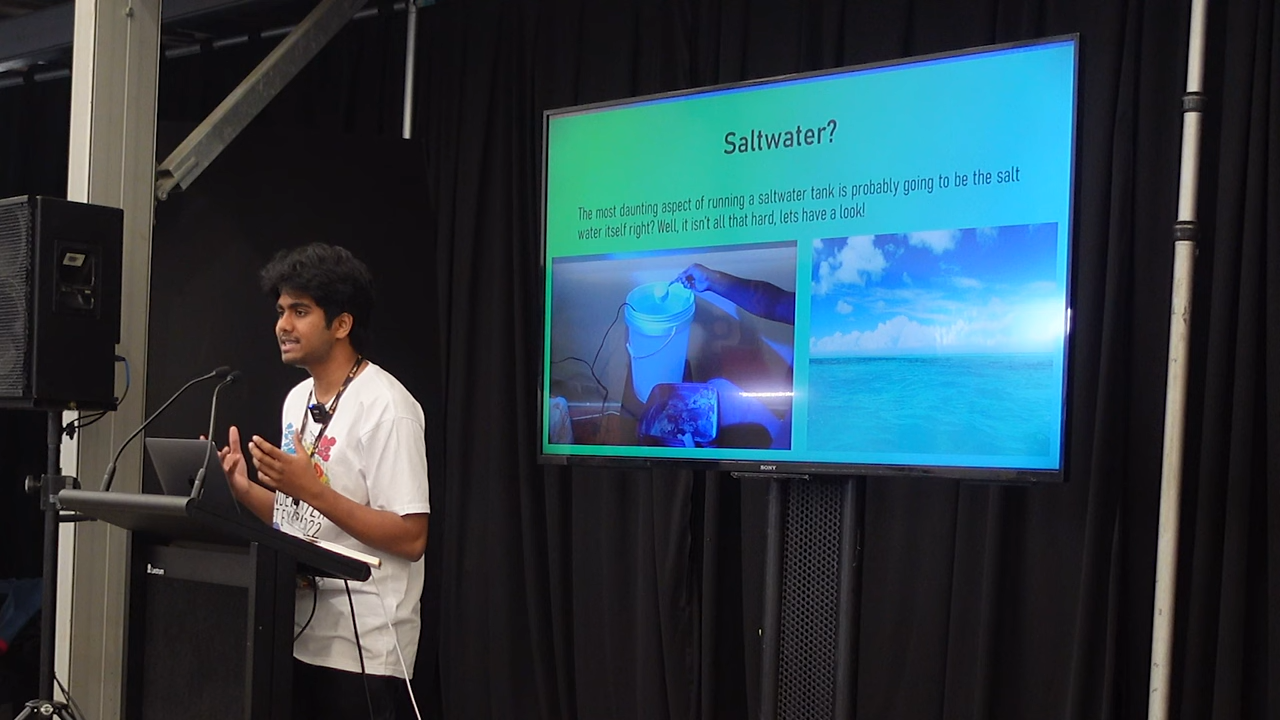 Saltwater?
The most daunting aspect of running a saltwater tank is probably going to be the salt
water itself right? Well, it isn't all that hard, lets have a look!
SONY
Lectrum